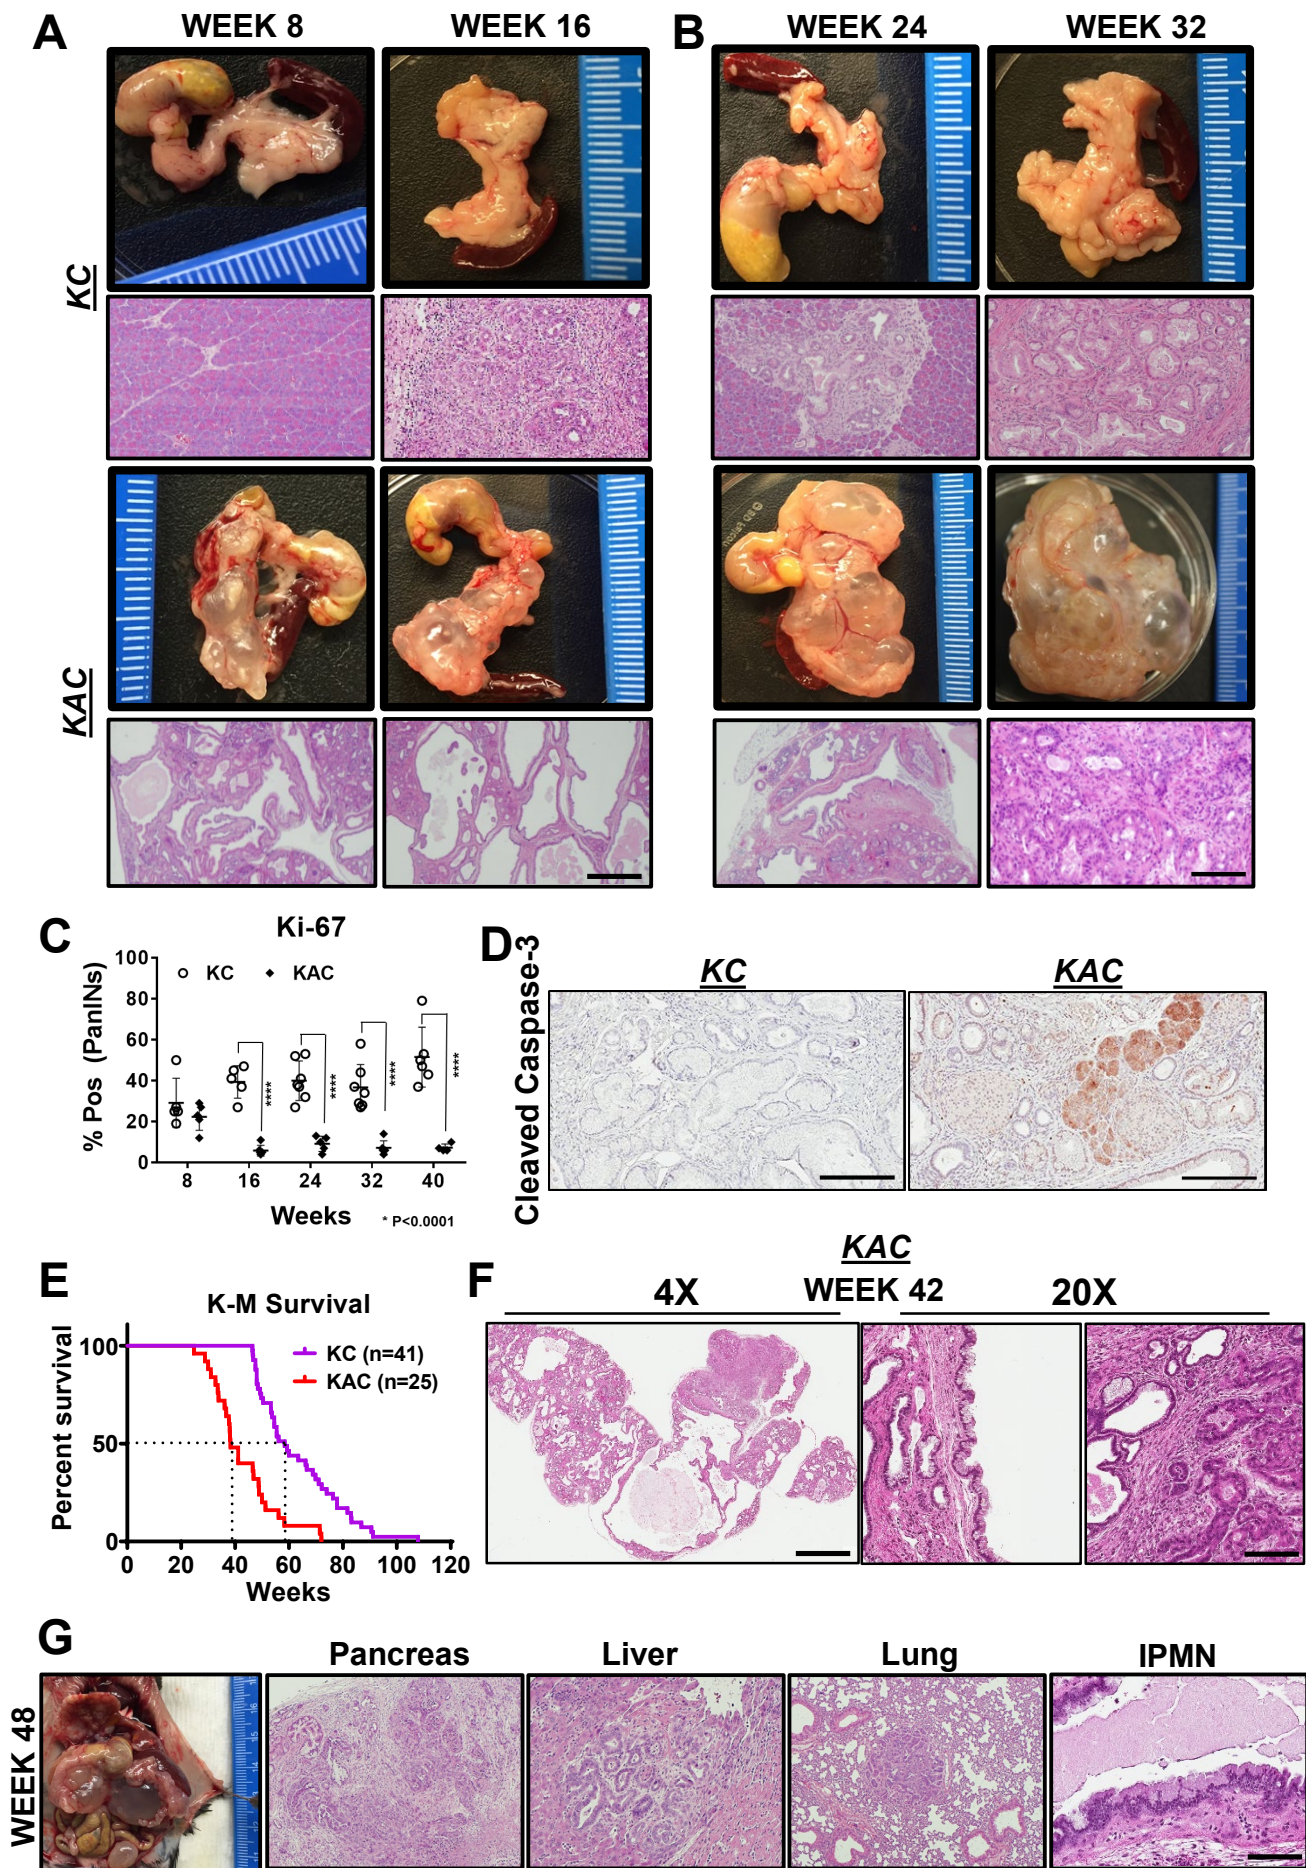 A
WEEK 8
WEEK 16
B
WEEK 24
WEEK 32
KC
KAC
C
Ki-67
% Pos (PanINs)
100
80
60
40
20
0
KC
KAC
****
****
****
****
8
16
24
32
40
Weeks
* P<0.0001
D
Cleaved Caspase-3
KC
KAC
E
K-M Survival
Percent survival
100
50
0
KC (n=41)
KAC (n=25)
0
20
40
60
80
100
120
Weeks
F
KAC
WEEK 42
4X
20X
G
WEEK 48
Pancreas
Liver
Lung
IPMN